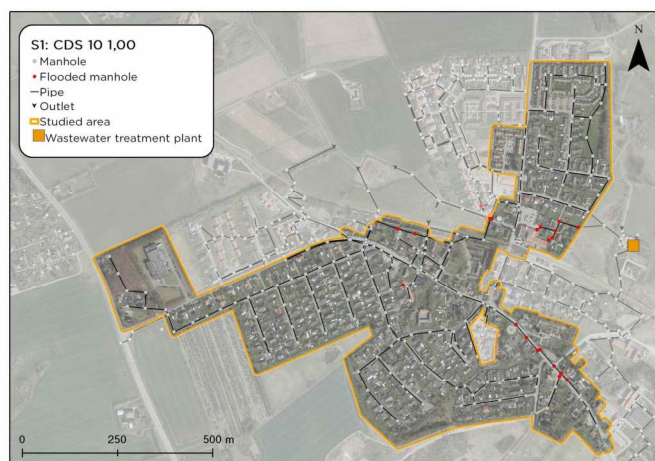 S1: CDS 10 1,00
Manhole
Flooded manhole
Pipe
Outlet
Studied area
Wastewater treatment plant
N
0 250 500 m